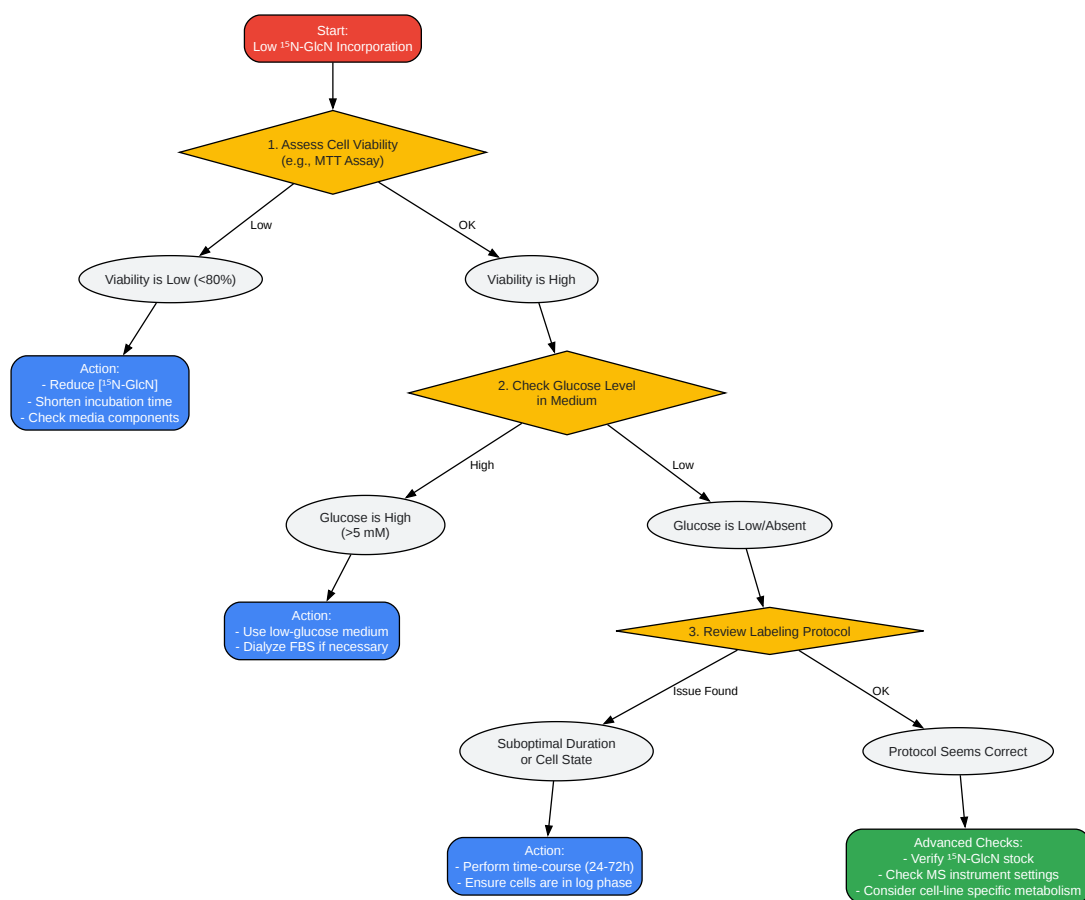 Start:
Low ¹⁵N-GlcN Incorporation
1. Assess Cell Viability
(e.g., MTT Assay)
Low
OK
Viability is Low (<80%)
Viability is High
Action:
- Reduce [¹⁵N-GlcN]
- Shorten incubation time
- Check media components
2. Check Glucose Level
in Medium
High
Low
Glucose is High
(>5 mM)
Glucose is Low/Absent
Action:
- Use low-glucose medium
- Dialyze FBS if necessary
3. Review Labeling Protocol
Issue Found
OK
Suboptimal Duration
or Cell State
Protocol Seems Correct
Action:
- Perform time-course (24-72h)
- Ensure cells are in log phase
Advanced Checks:
- Verify ¹⁵N-GlcN stock
- Check MS instrument settings
- Consider cell-line specific metabolism